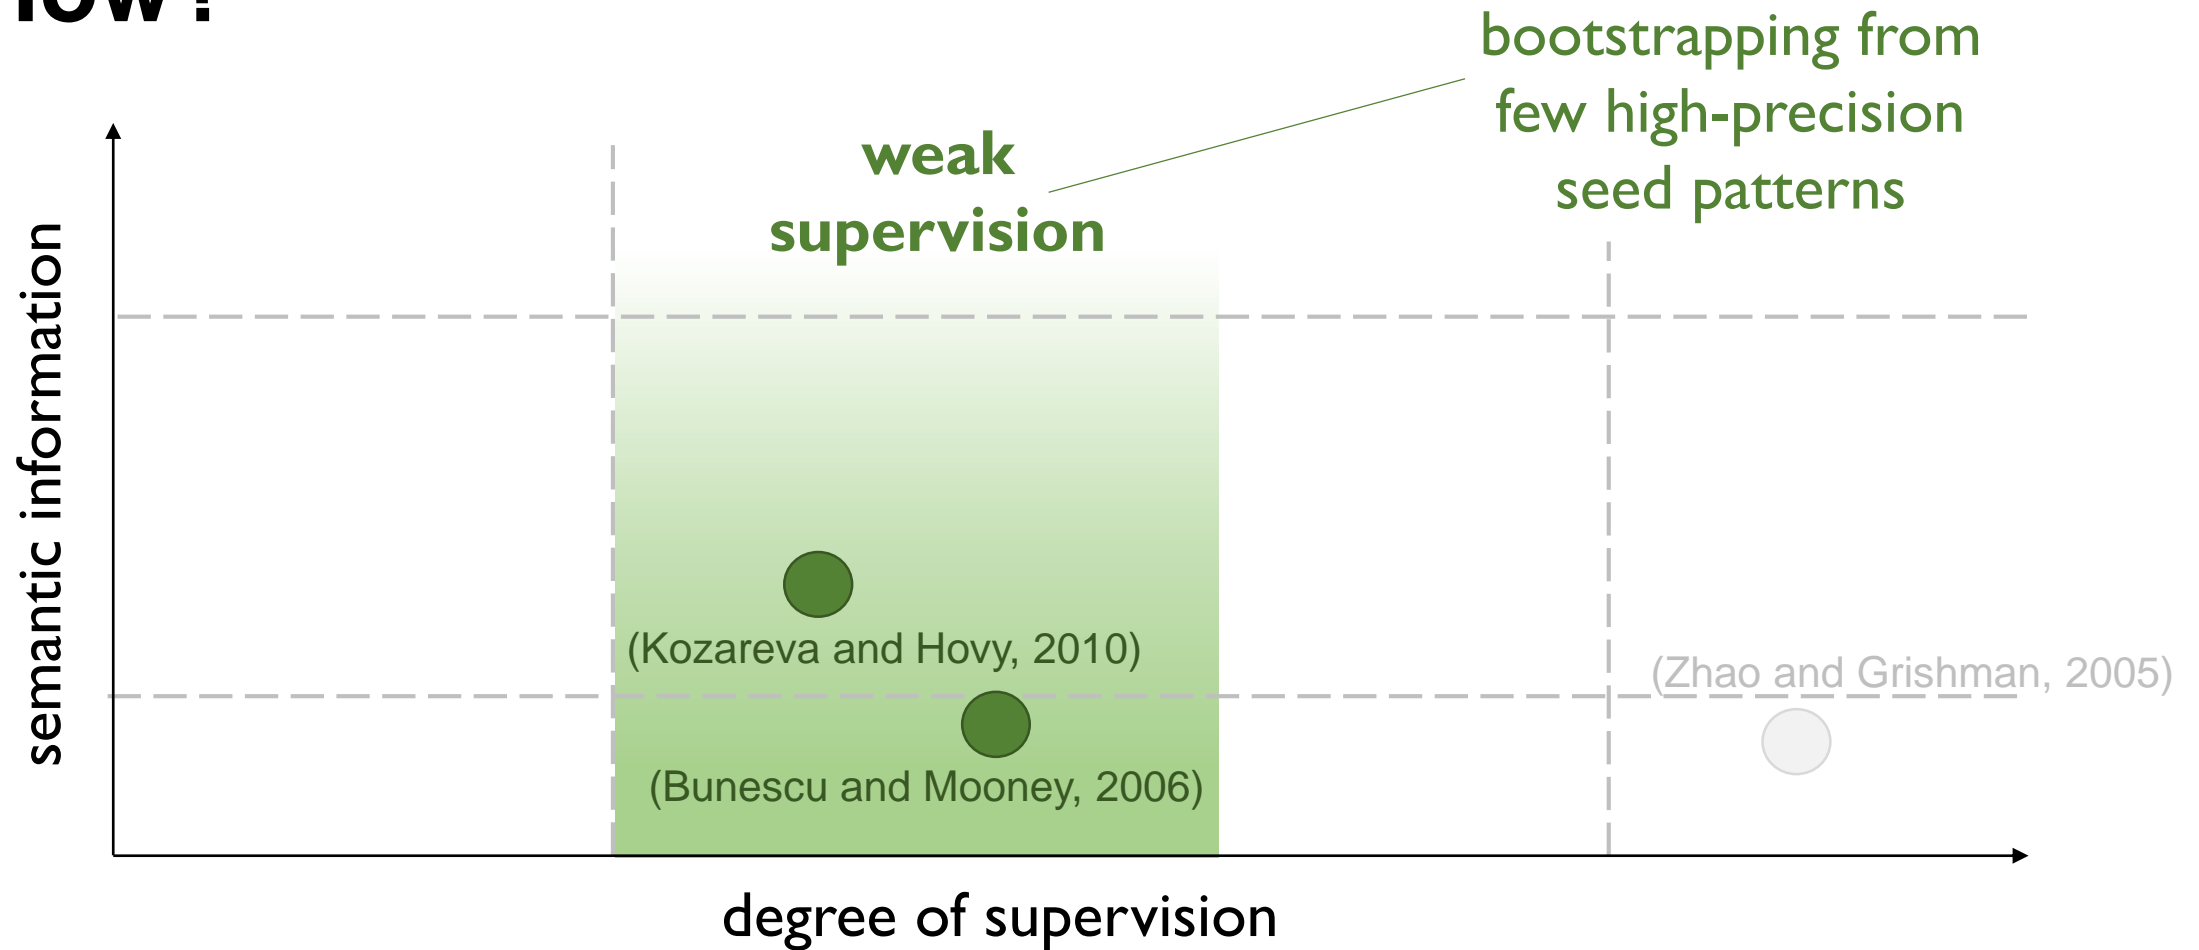 bootstrapping from
few high-precision
seed patterns
weak
supervision
semantic information
(Kozareva and Hovy, 2010)
(Zhao and Grishman, 2005)
(Bunescu and Mooney, 2006)
degree of supervision